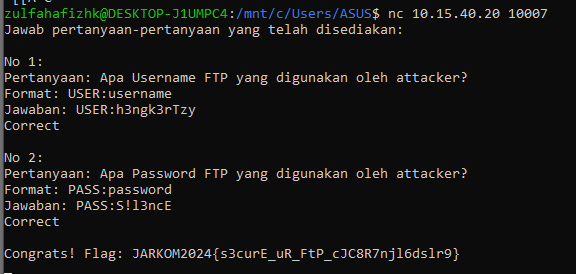 zulfahafizhk@DESKTOP-J1UMPC4:/mnt/c/Users/ASUS$ nc 10.15.40.20 10007
Jawab pertanyaan-pertanyaan yang telah disediakan:
No 1:
Pertanyaan: Apa Username FTP yang digunakan oleh attacker?
Format: USER:username
Jawaban: USER:h3ngk3rTzy
Correct
No 2:
Pertanyaan: Apa Password FTP yang digunakan oleh attacker?
Format: PASS:password
Jawaban: PASS:S!l3ncE
Correct
Congrats! Flag: JARKOM2024{s3curE_uR_FtP_cJC8R7njl6dslr9}